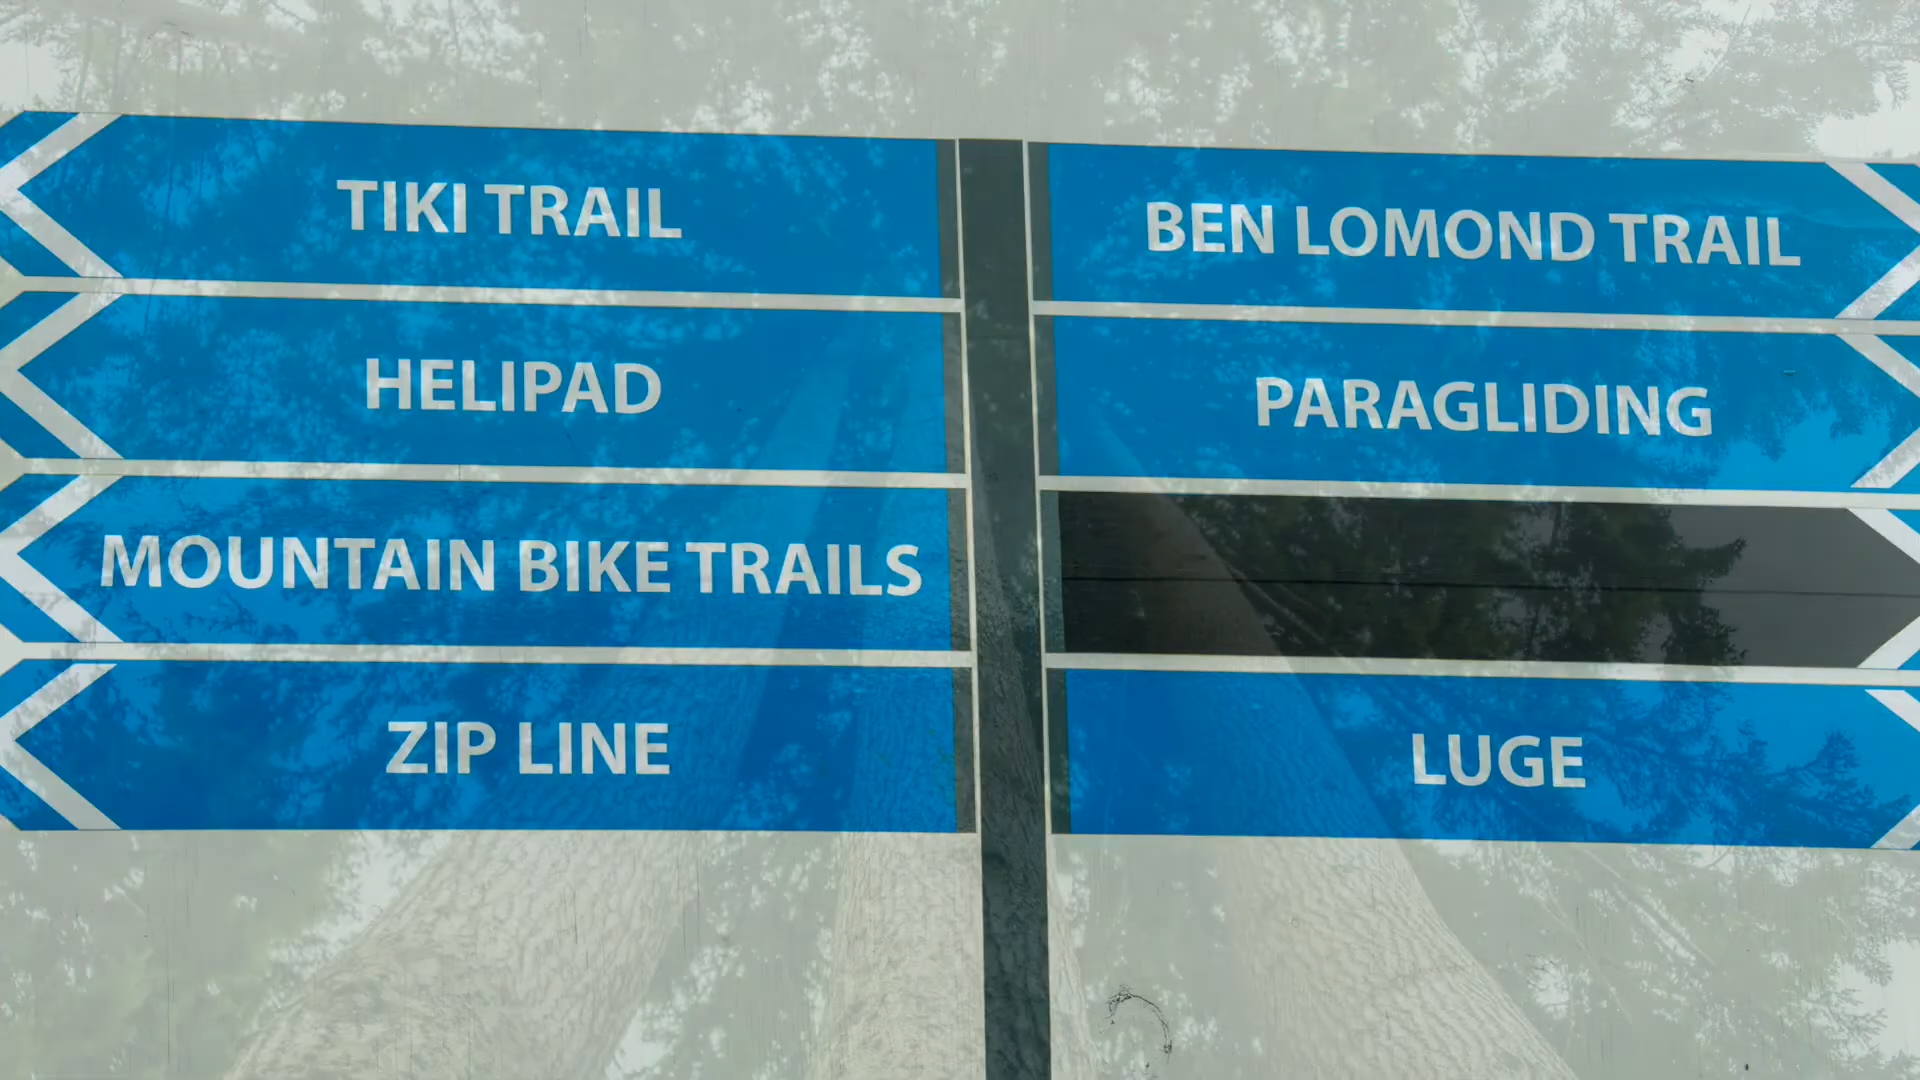 TIKI TRAIL
HELIPAD
MOUNTAIN BIKE TRAILS
ZIP LINE
BEN LOMOND TRAIL
PARAGLIDING
LUGE